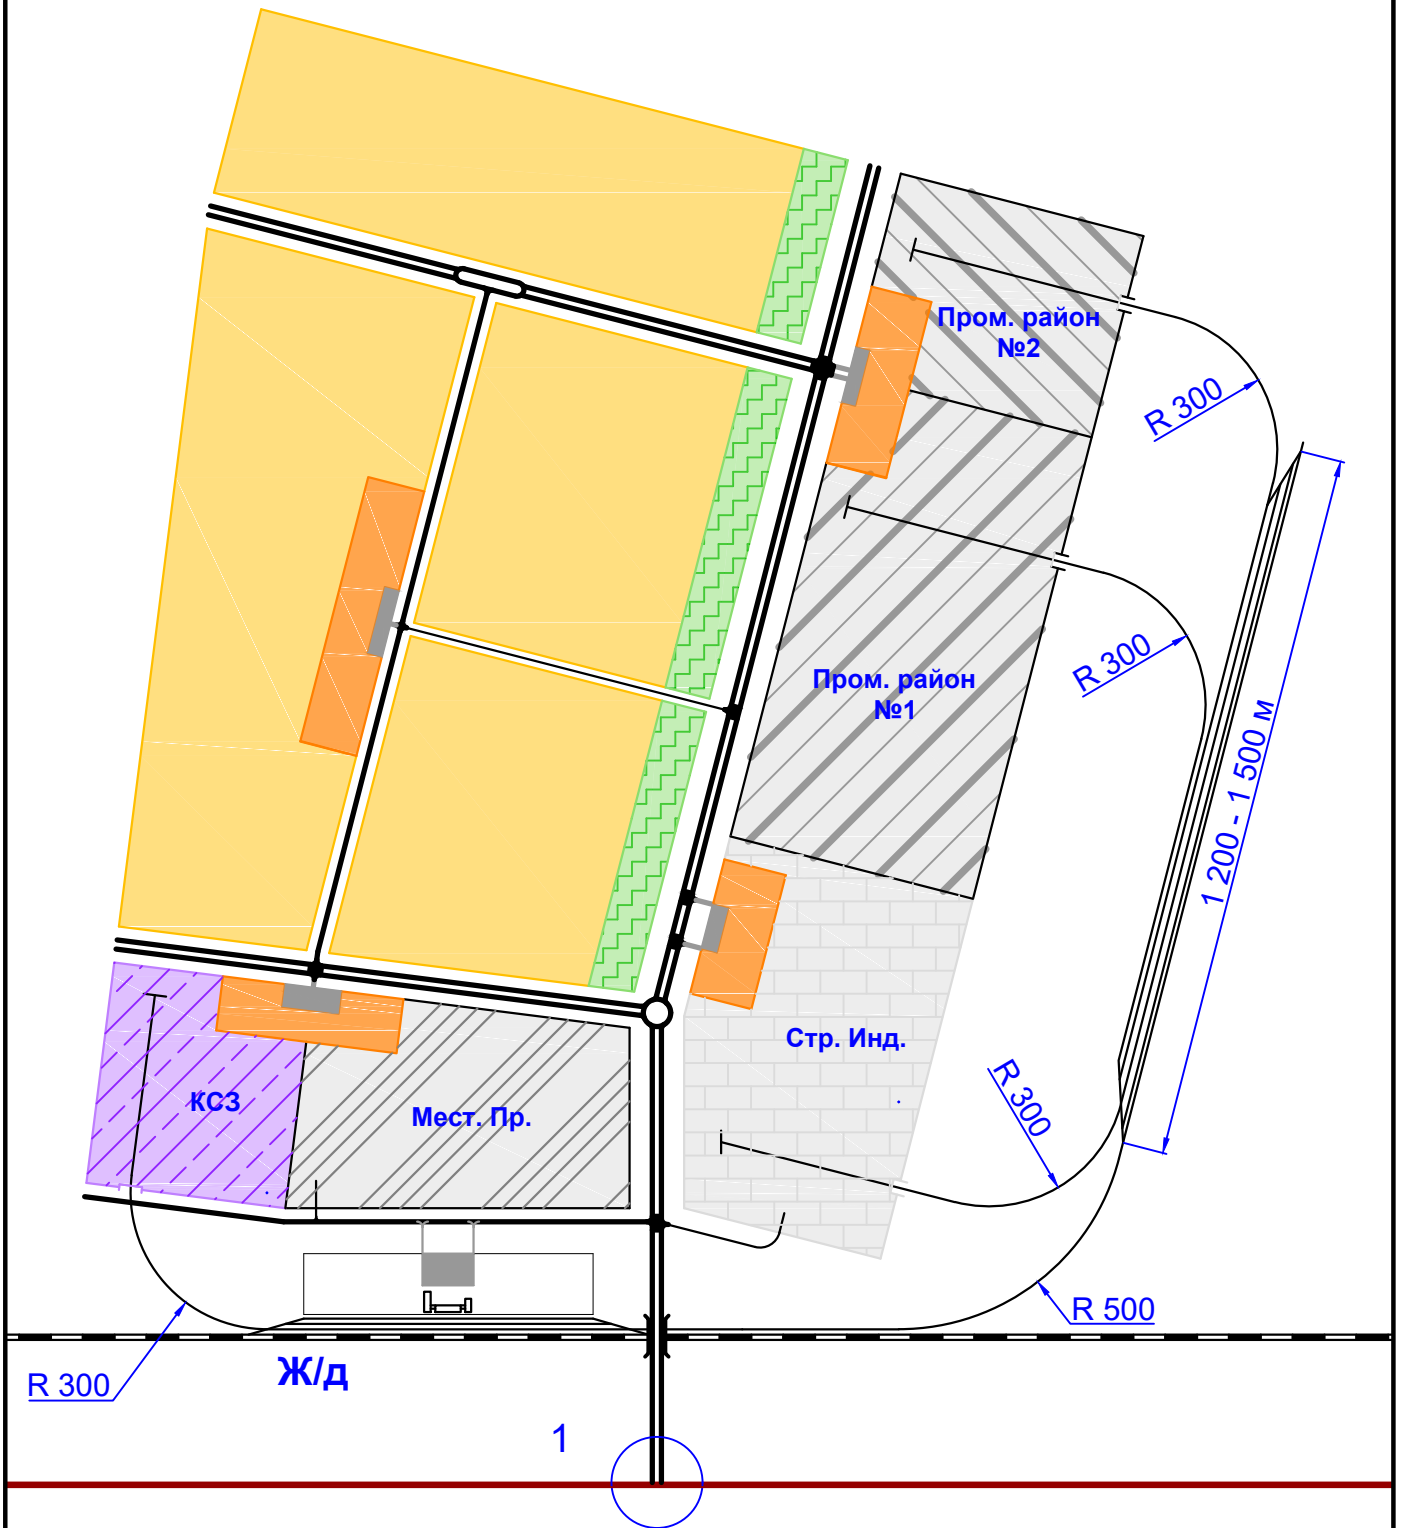 Пром. район
№2
R 300
R 300
Пром. район
№1
1 200 - 1 500 м
Стр. Инд.
R 300
КСЗ
Мест. Пр.
R 500
Ж/д
R 300
1